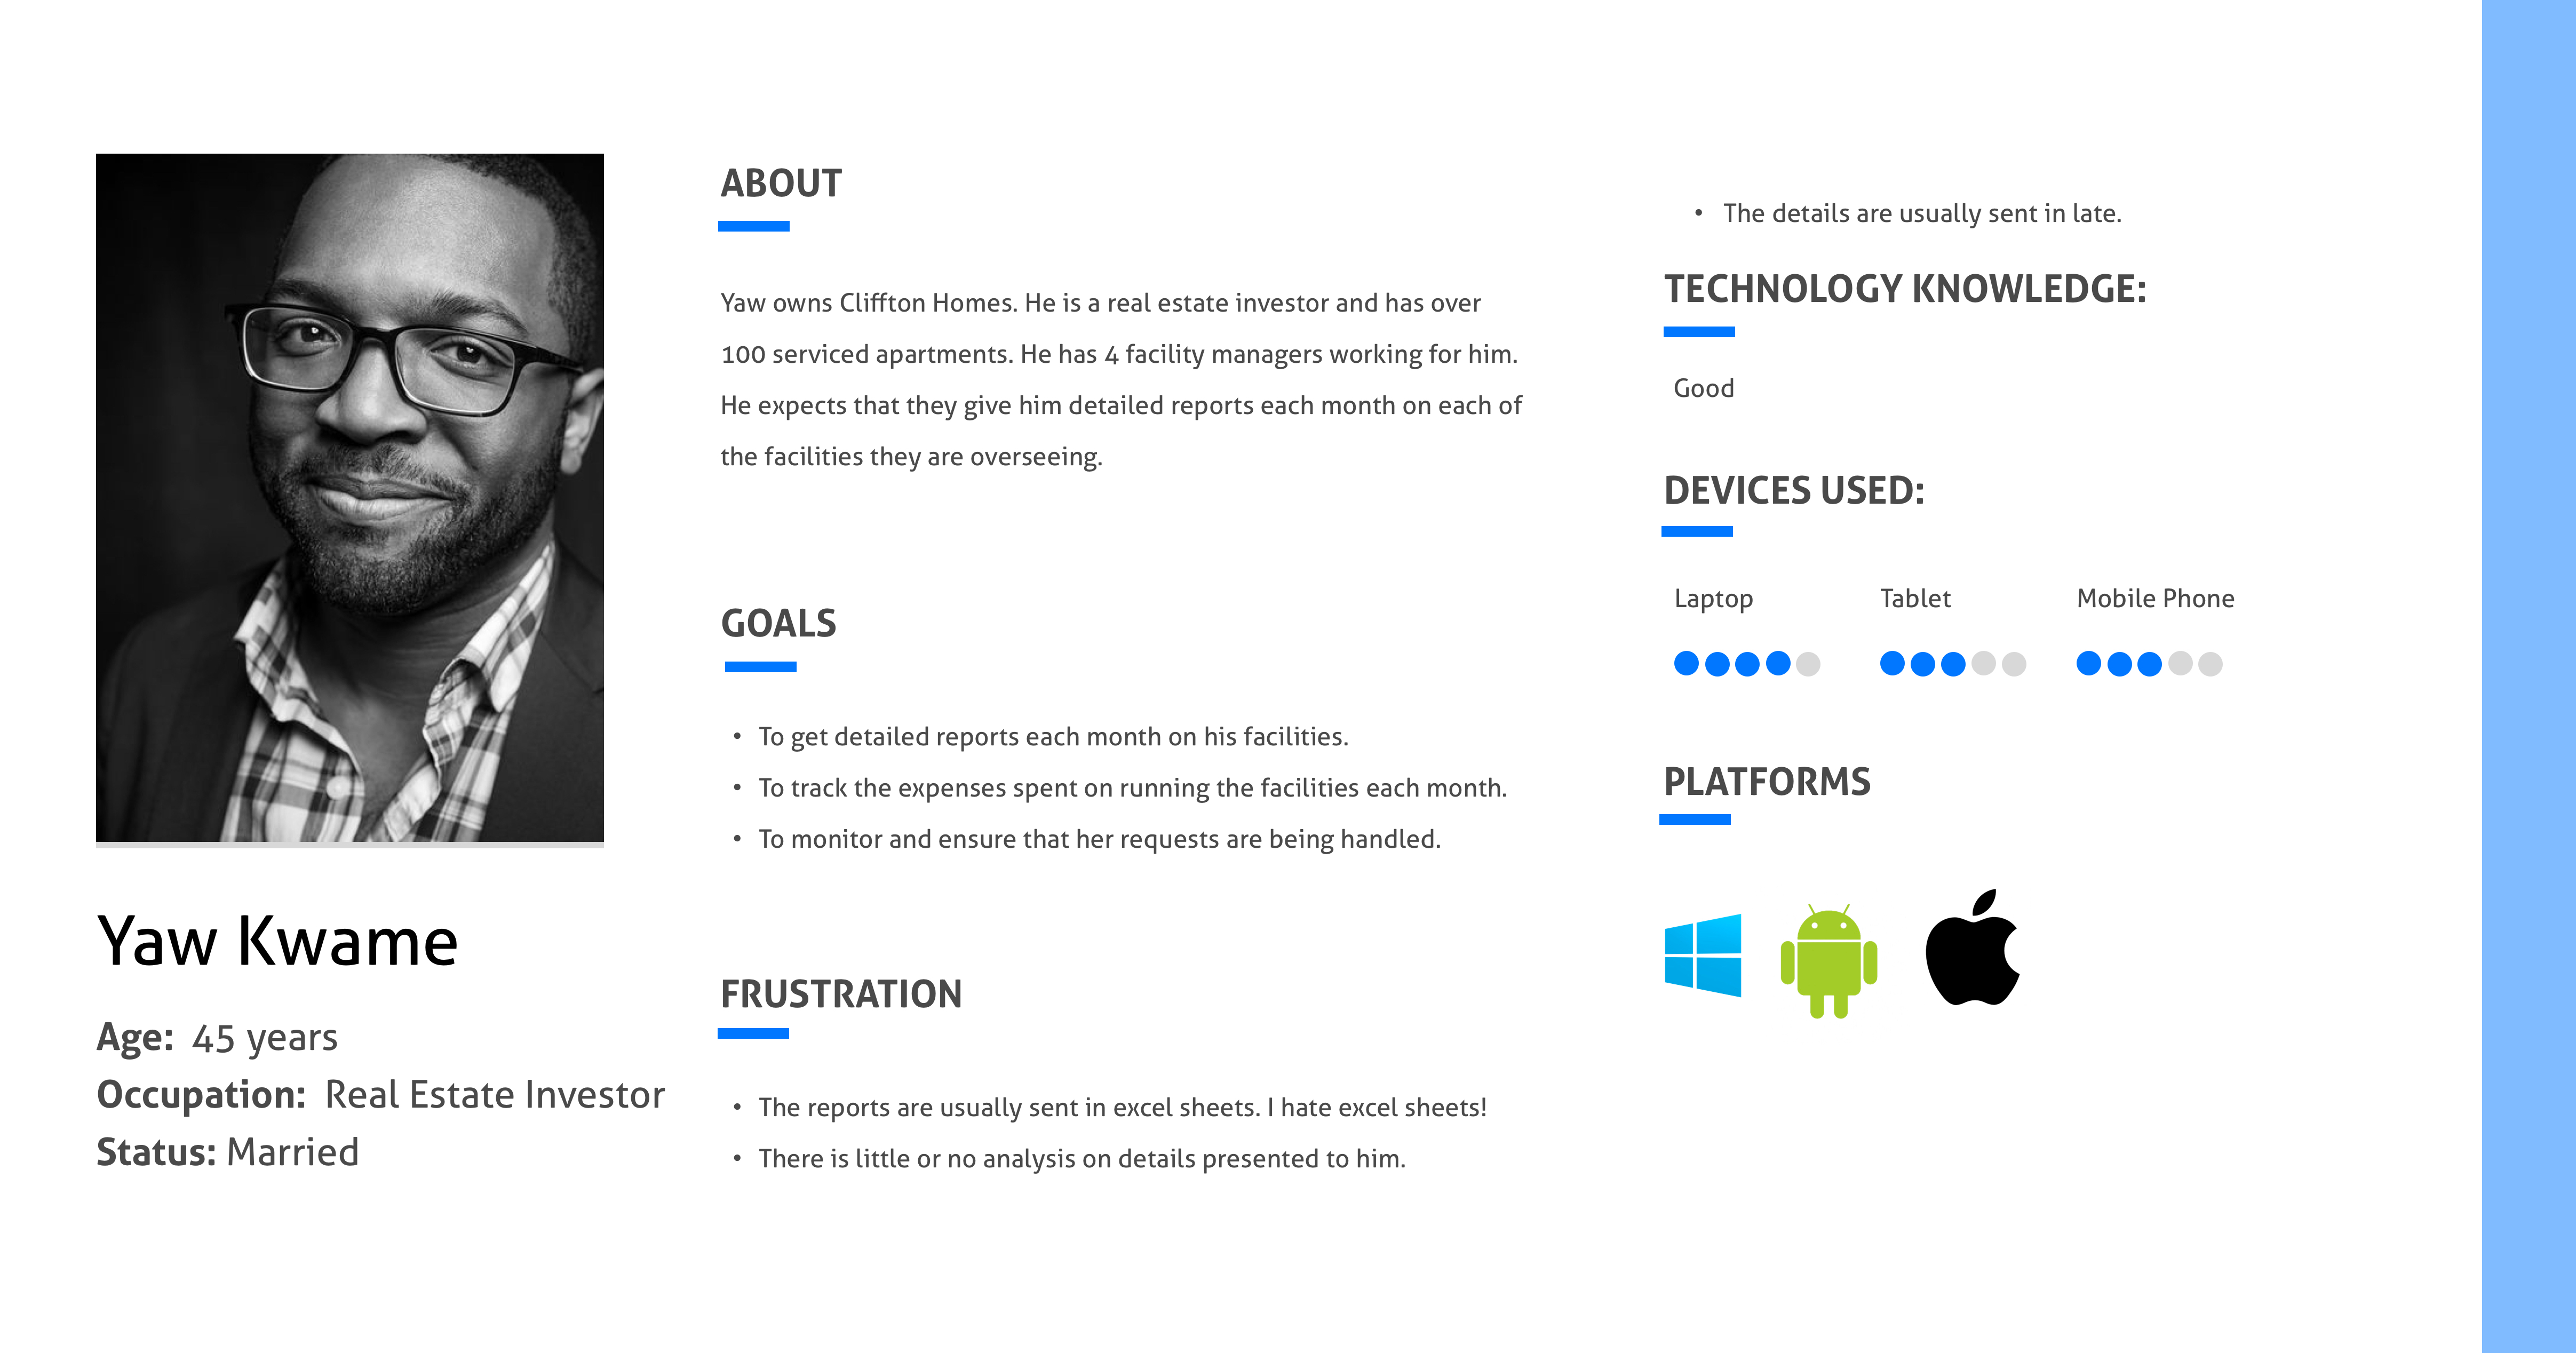 Yaw Kwame
Age: 45 years
Occupation: Real Estate Investor
Status: Married
ABOUT
Yaw owns Cliffton Homes. He is a real estate investor and has over
100 serviced apartments. He has 4 facility managers working for him.
He expects that they give him detailed reports each month on each of
the facilities they are overseeing.
GOALS
• To get detailed reports each month on his facilities.
• To track the expenses spent on running the facilities each month.
• To monitor and ensure that her requests are being handled.
FRUSTRATION
• The reports are usually sent in excel sheets. I hate excel sheets!
• There is little or no analysis on details presented to him.
• The details are usually sent in late.
TECHNOLOGY KNOWLEDGE:
Good
DEVICES USED:
Laptop Tablet Mobile Phone
PLATFORMS